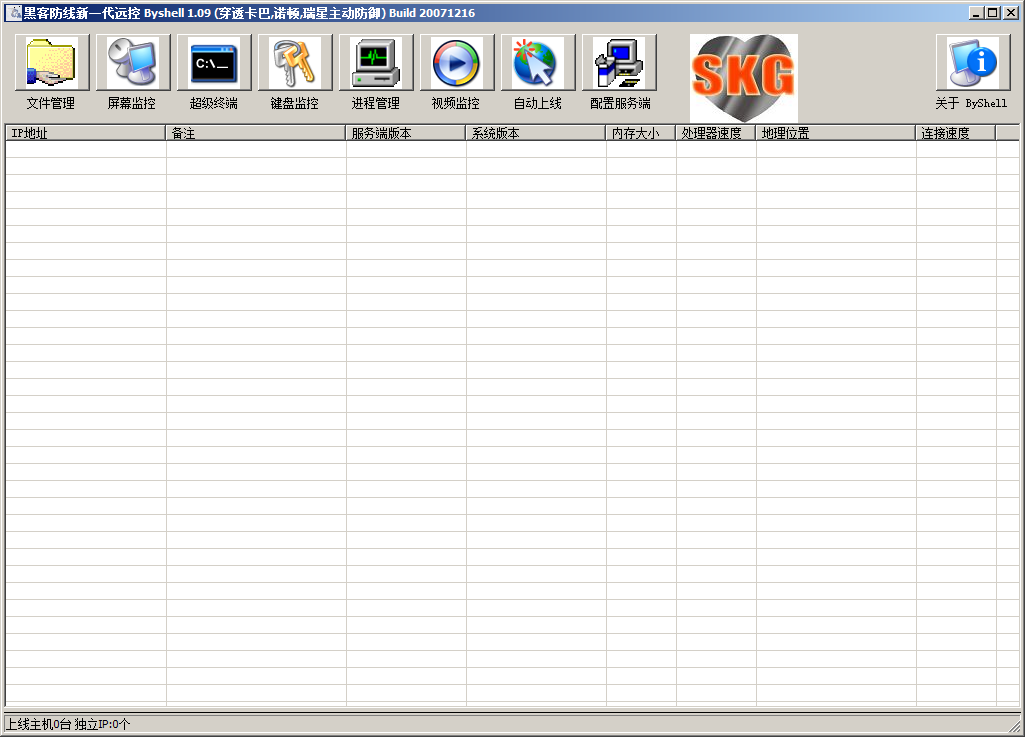 黑客防线新一代远控 Byshell 1.09 (穿透卡巴,诺顿,瑞星主动防御) Build 20071216
C:\_
SKG
i
文件管理 屏幕监控 超级终端 键盘监控 进程管理 视频监控 自动上线 配置服务端 关于 ByShell
IP地址 备注 服务端版本 系统版本 内存大小 处理器速度 地理位置 连接速度
上线主机0台 独立IP:0个